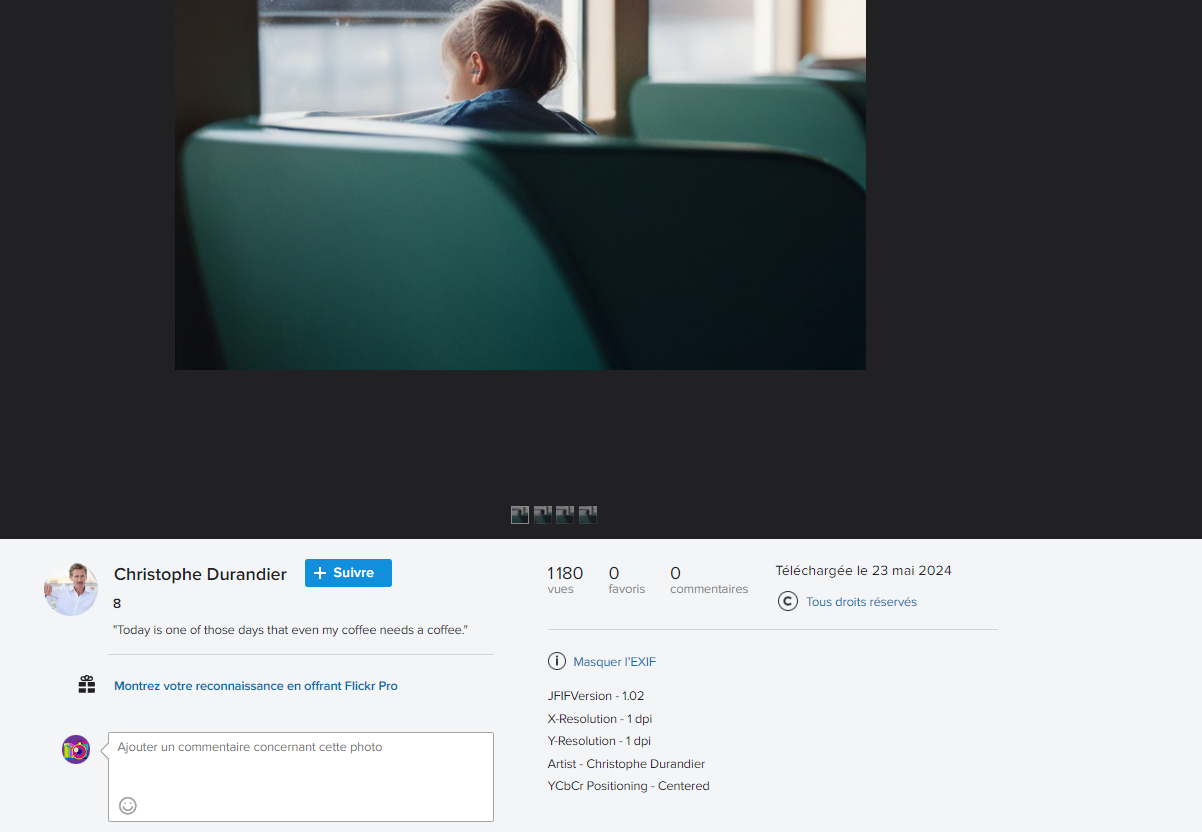 Christophe Durandier
+ Suivre
8
"Today is one of those days that even my coffee needs a coffee."
Montrez votre reconnaissance en offrant Flickr Pro
Ajouter un commentaire concernant cette photo
1 180
vues
0
favoris
0
commentaires
Téléchargée le 23 mai 2024
Tous droits réservés
Masquer l'EXIF
JFIFVersion - 1.02
X-Resolution - 1 dpi
Y-Resolution - 1 dpi
Artist - Christophe Durandier
YCbCr Positioning - Centered